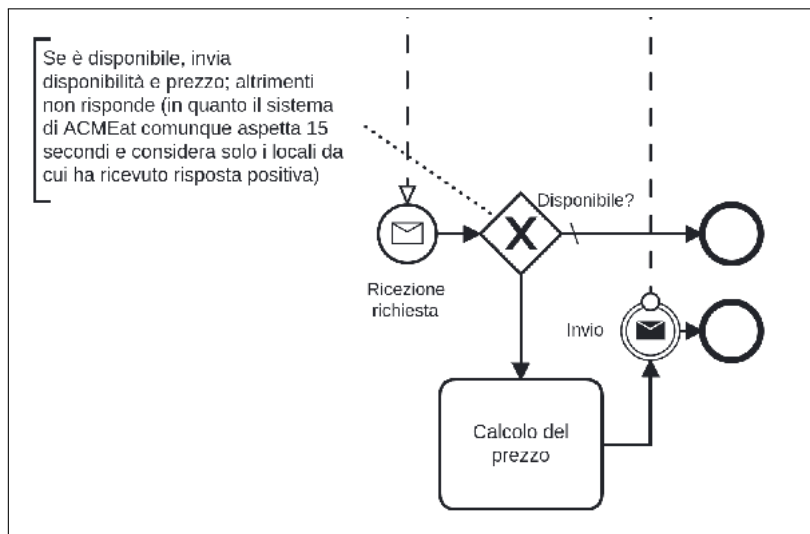 Se è disponibile, invia
disponibilità e prezzo; altrimenti
non risponde (in quanto il sistema
di ACMEat comunque aspetta 15
secondi e considera solo i locali da
cui ha ricevuto risposta positiva)
Disponibile?
Ricezione
richiesta
Invio
Calcolo del
prezzo